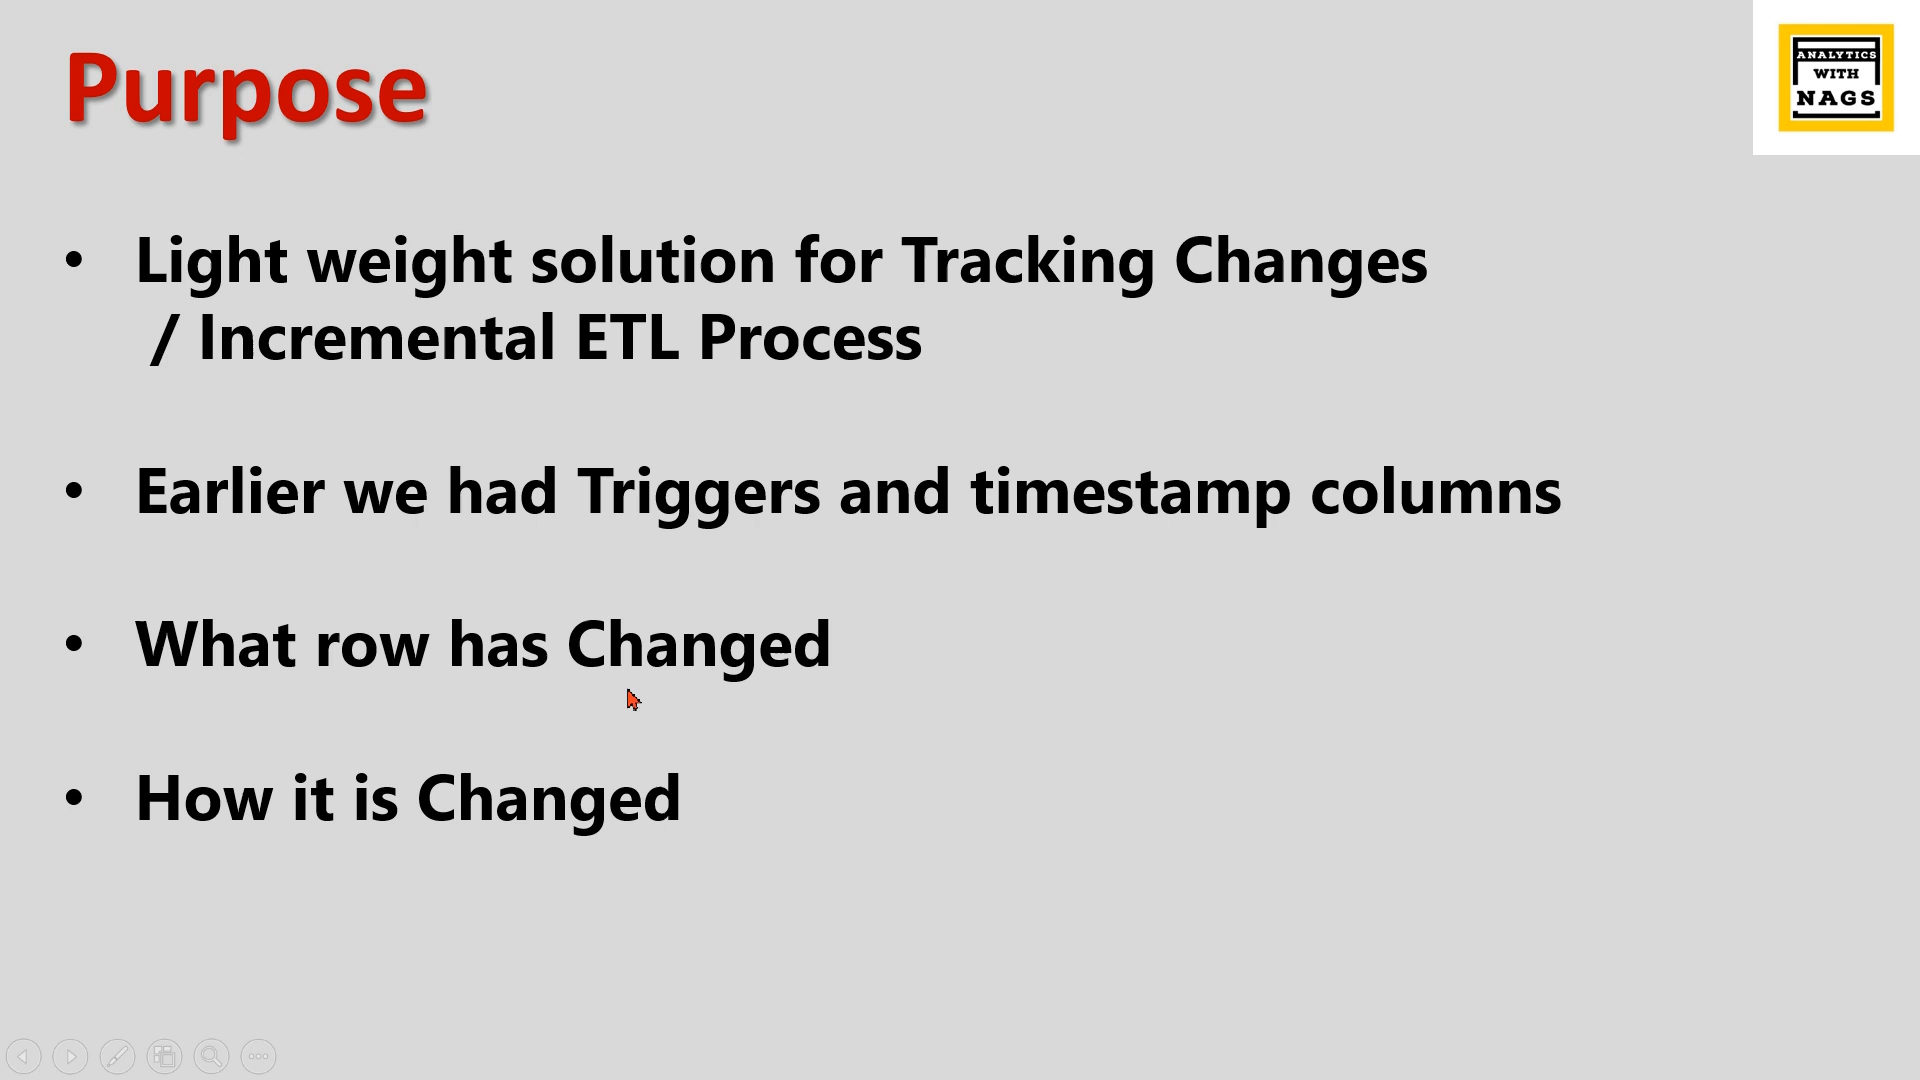 Purpose
ANALYTICS
WITH
NAGS
• Light weight solution for Tracking Changes
/ Incremental ETL Process
• Earlier we had Triggers and timestamp columns
• What row has Changed
• How it is Changed